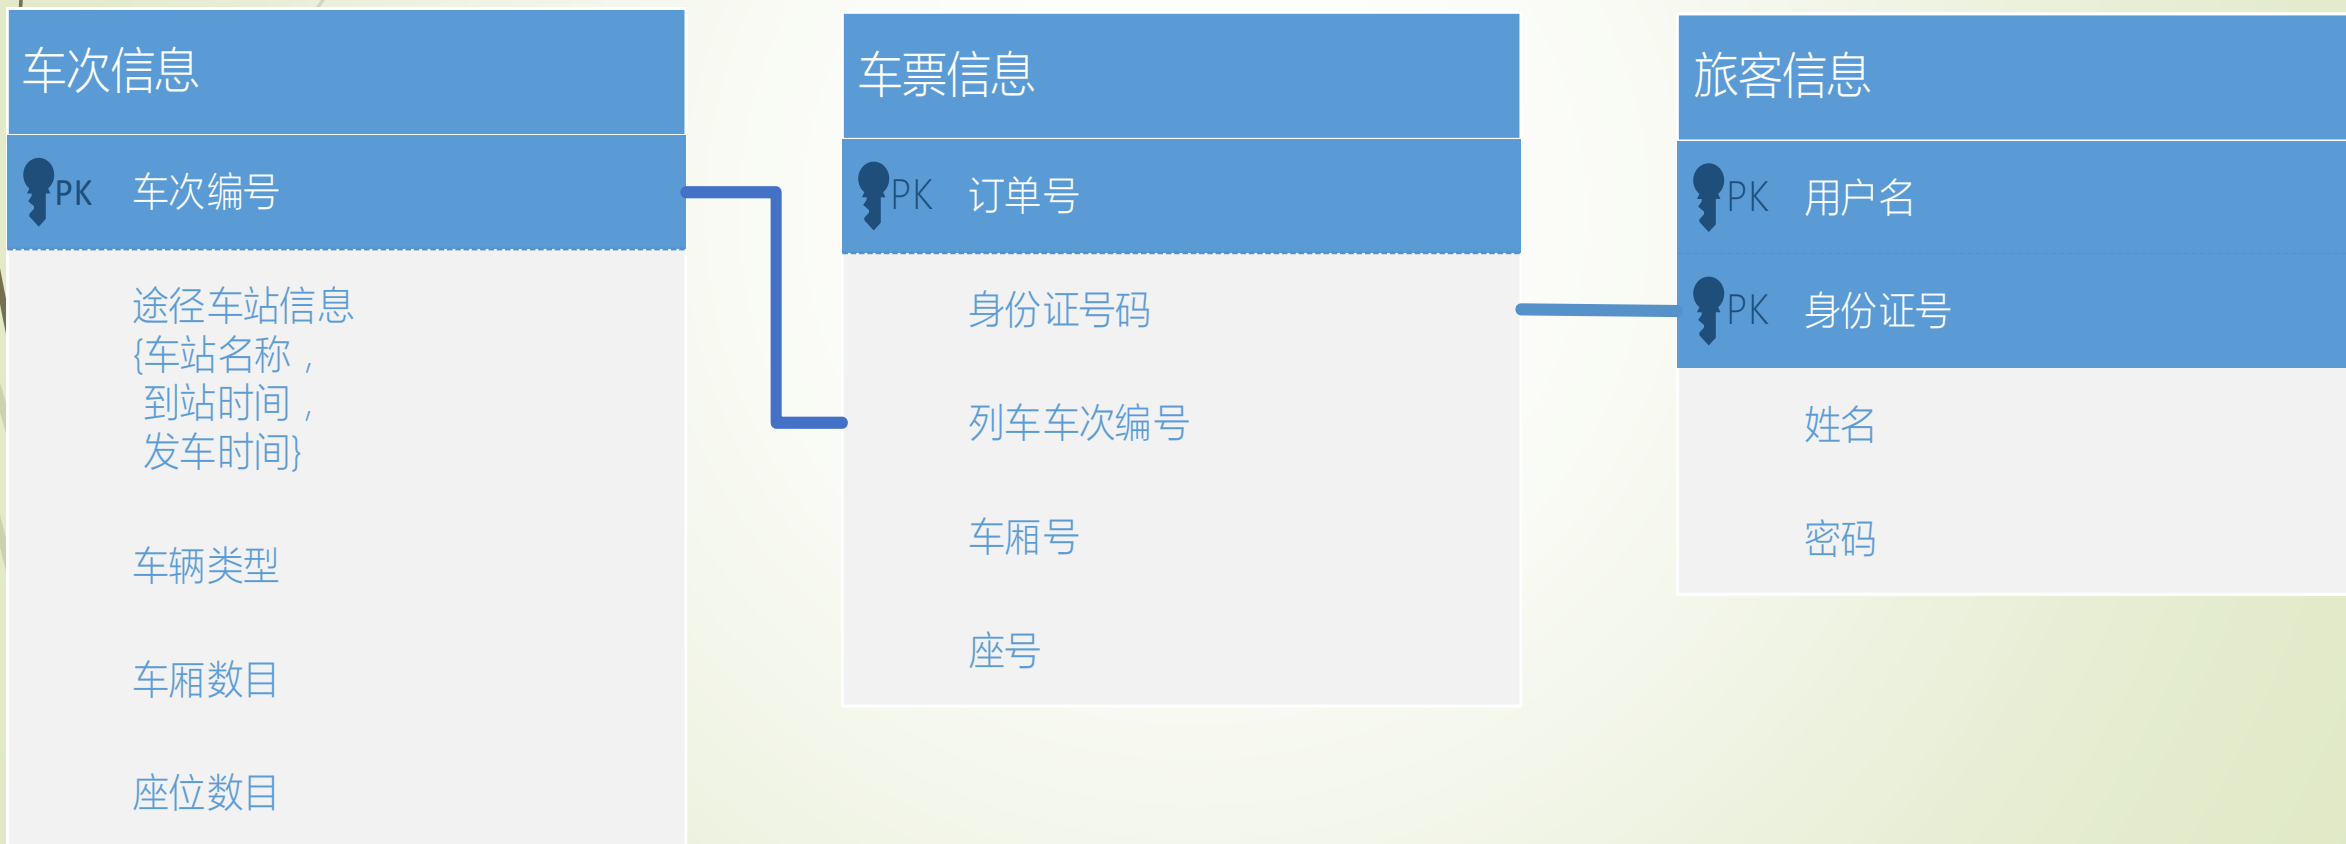 车次信息
PK 车次编号
途径车站信息
{车站名称，
到站时间，
发车时间}
车辆类型
车厢数目
座位数目
车票信息
PK 订单号
身份证号码
列车车次编号
车厢号
座号
旅客信息
PK 用户名
PK 身份证号
姓名
密码